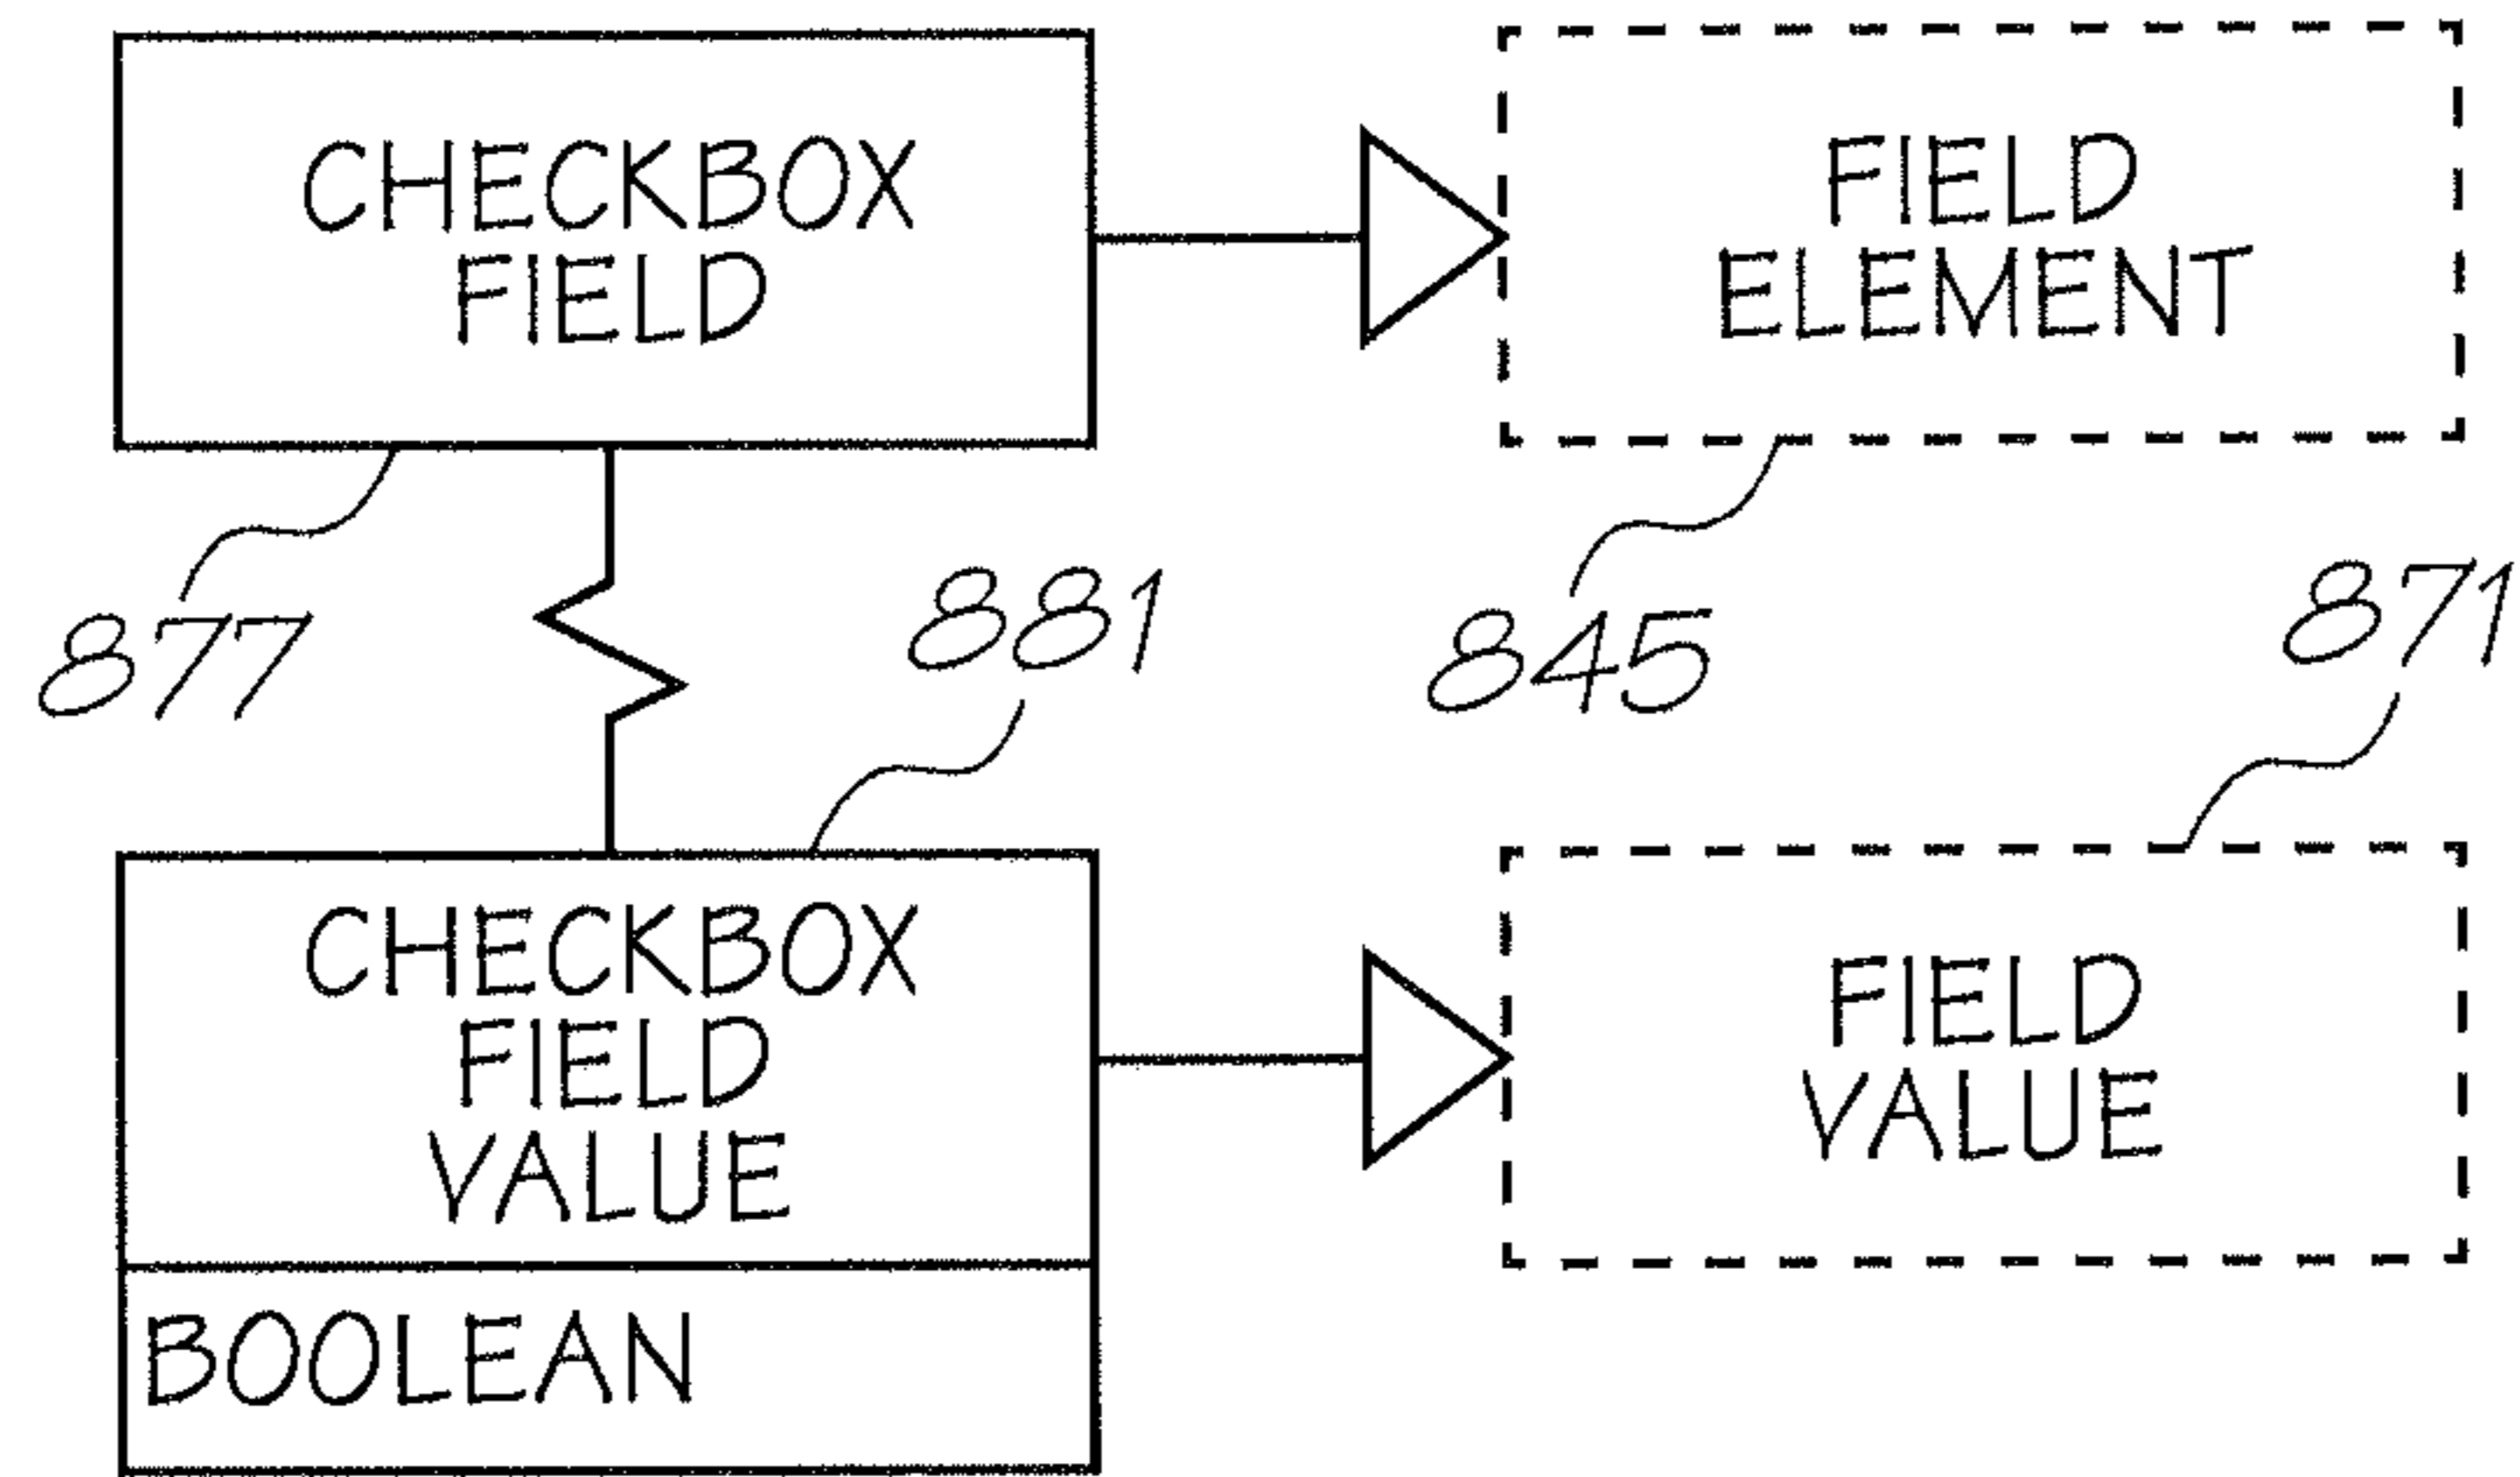 CHECKBOX
FIELD
FIELD
ELEMENT
877
881
845
871
CHECKBOX
FIELD
VALUE
BOOLEAN
FIELD
VALUE